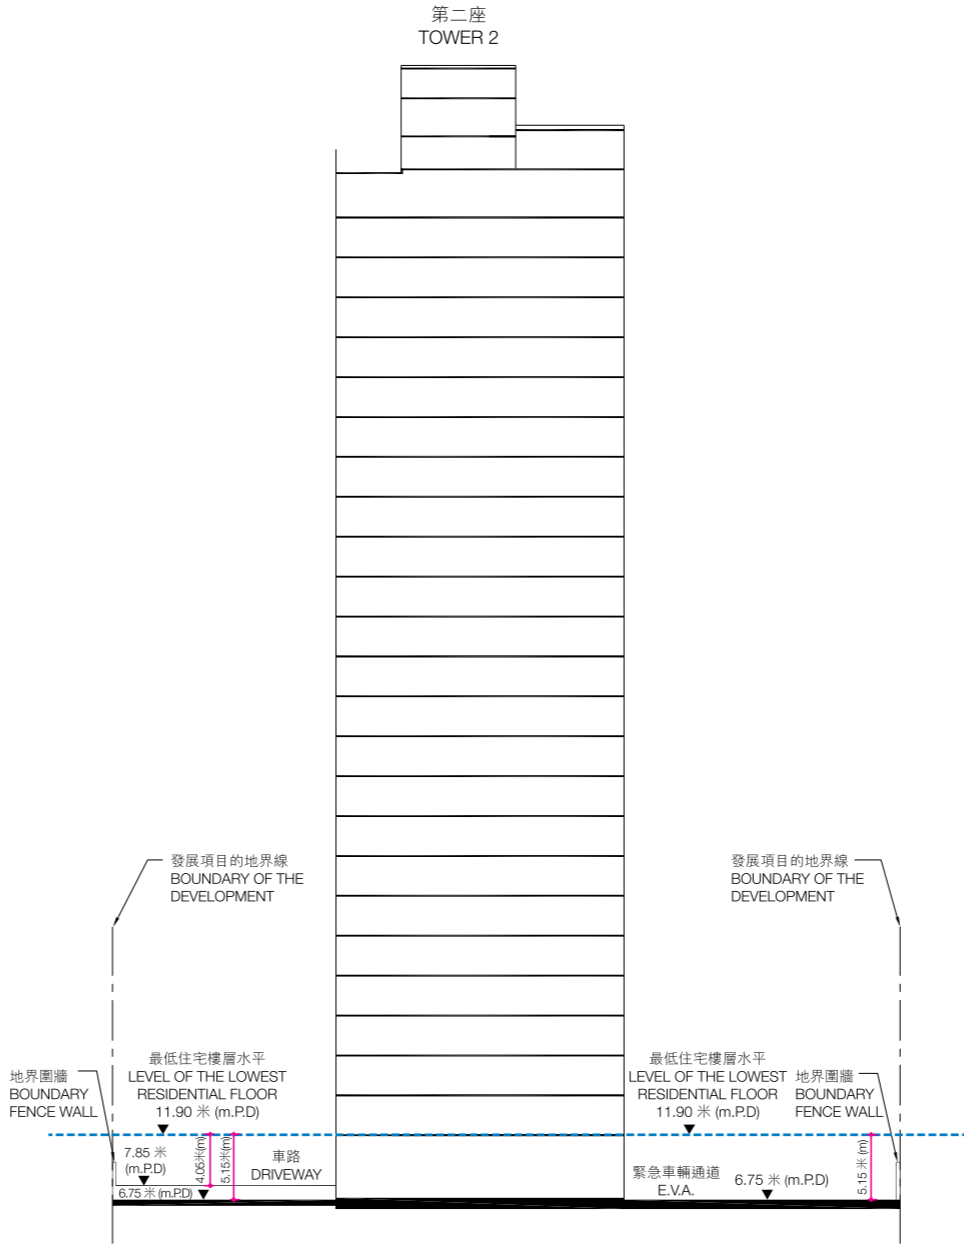 第二座
TOWER 2
發展項目的地界線
BOUNDARY OF THE
DEVELOPMENT
發展項目的地界線
BOUNDARY OF THE
DEVELOPMENT
地界圍牆
BOUNDARY
FENCE WALL
最低住宅樓層水平
LEVEL OF THE LOWEST
RESIDENTIAL FLOOR
11.90 米 (m.P.D)
最低住宅樓層水平
LEVEL OF THE LOWEST
RESIDENTIAL FLOOR
11.90 米 (m.P.D)
地界圍牆
BOUNDARY
FENCE WALL
7.85 米
(m.P.D)
6.75 米 (m.P.D)
4.05米(m)
5.15米(m)
車路
DRIVEWAY
緊急車輛通道
E.V.A.
6.75 米 (m.P.D)
5.15 米 (m)